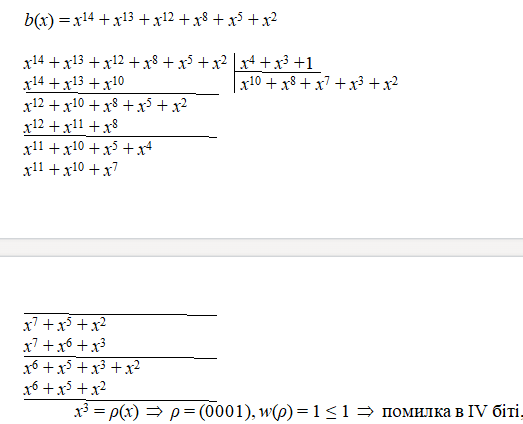 b(x) = x¹⁴ + x¹³ + x¹² + x⁸ + x⁵ + x²
x¹⁴ + x¹³ + x¹² + x⁸ + x⁵ + x² | x⁴ + x³ +1
x¹⁴ + x¹³ + x¹⁰ | x¹⁰ + x⁸ + x⁷ + x³ + x²
x¹² + x¹⁰ + x⁸ + x⁵ + x²
x¹² + x¹¹ + x⁸
x¹¹ + x¹⁰ + x⁵ + x⁴
x¹¹ + x¹⁰ + x⁷
x⁷ + x⁵ + x²
x⁷ + x⁶ + x³
x⁶ + x⁵ + x³ + x²
x⁶ + x⁵ + x²
x³ = ρ(x) ⇒ ρ = (0001), w(ρ) = 1 ≤ 1 ⇒ помилка в IV біті,